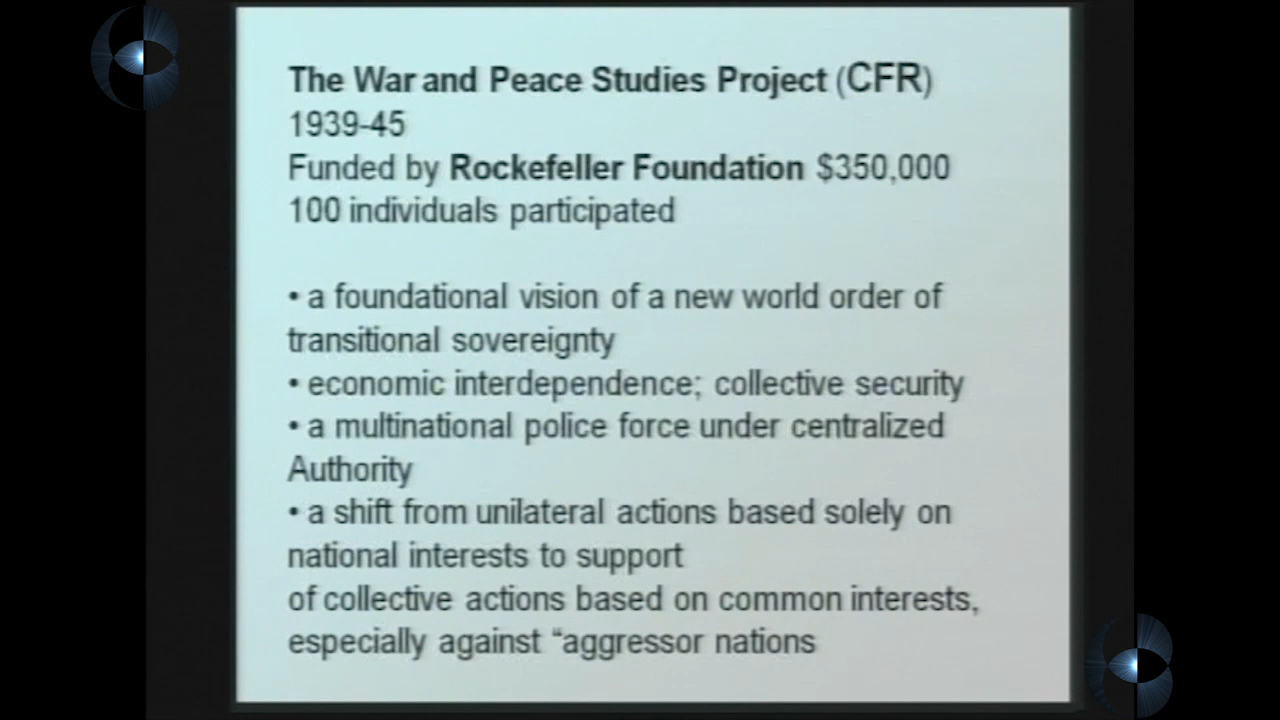 The War and Peace Studies Project (CFR)
1939-45
Funded by Rockefeller Foundation $350,000
100 individuals participated
• a foundational vision of a new world order of
transitional sovereignty
• economic interdependence; collective security
• a multinational police force under centralized
Authority
• a shift from unilateral actions based solely on
national interests to support
of collective actions based on common interests,
especially against “aggressor nations